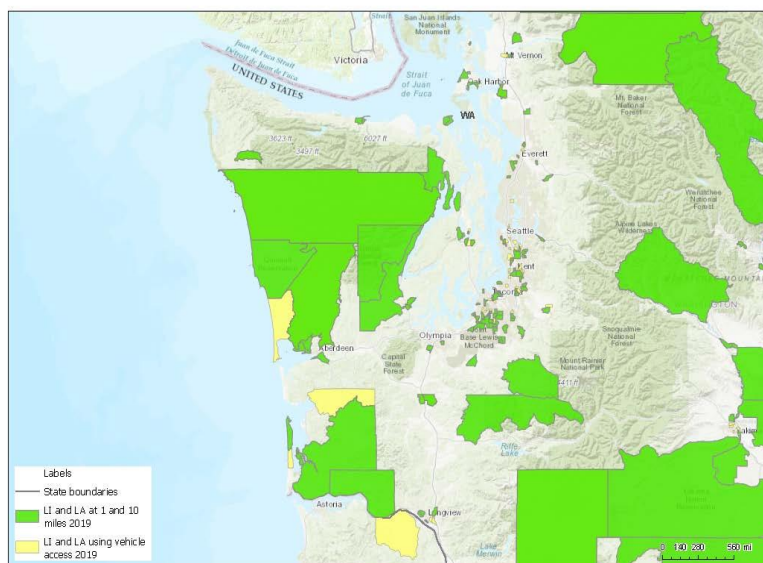 Strait
San Juan Islands
National
Monument
Juan de Fuca Strait
Détroit de Juan de Fuca
UNITED STATES
Victoria
Mt Vernon
Strait
of Juan
de Fuca
Oak Harbor
WA
Mt. Baker
National
Forest
3623 ft
6027 ft
3497 ft
Everett
Wenatchee
National
Forest
Seattle
Alpine Lakes
Wilderness
Kent
Tacoma
Olympia
Joint
Base Lewis
McChord
Snoqualmie
National
Forest
Aberdeen
Capitol
State
Forest
Mount Rainier
National Park
4411 ft
Riffe
Lake
Astoria
Longview
Lake
Merwin
Labels
State boundaries
LI and LA at 1 and 10
miles 2019
LI and LA using vehicle
access 2019
0 140 280 560 mi